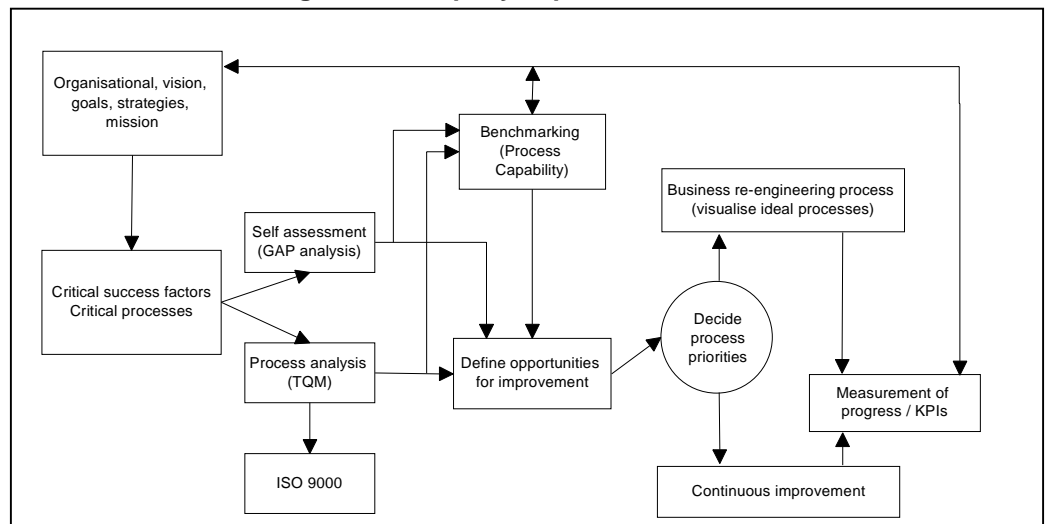 Organisational, vision,
goals, strategies,
mission
Benchmarking
(Process
Capability)
Business re-engineering process
(visualise ideal processes)
Self assessment
(GAP analysis)
Critical success factors
Critical processes
Decide
process
priorities
Process analysis
(TQM)
Define opportunities
for improvement
Measurement of
progress / KPIs
ISO 9000
Continuous improvement